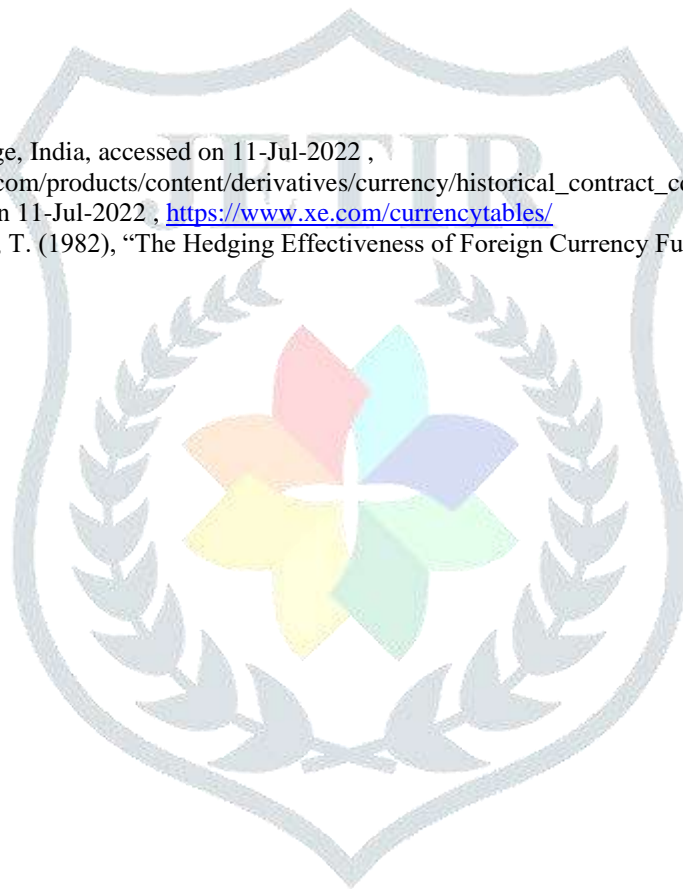 JETIR
ge, India, accessed on 11-Jul-2022 ,
com/products/content/derivatives/currency/historical_contract_c
n 11-Jul-2022 , https://www.xe.com/currencytables/
, T. (1982), “The Hedging Effectiveness of Foreign Currency Fu